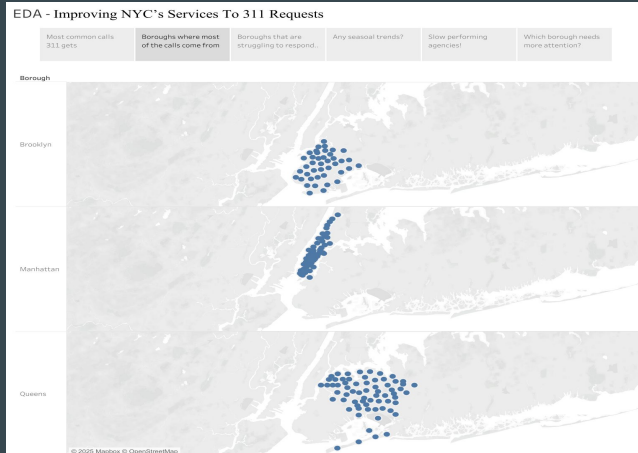 EDA - Improving NYC's Services To 311 Requests
Most common calls
311 gets
Boroughs where most
of the calls come from
Boroughs that are
struggling to respond..
Any seasoal trends?
Slow performing
agencies!
Which borough needs
more attention?
Borough
Brooklyn
Manhattan
Queens
© 2025 Mapbox © OpenStreetMap